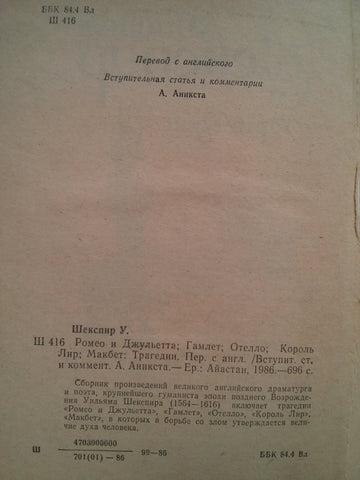 ББК 84.4 Вл
Ш 416
Перевод с английского
Вступительная статья и комментарии
А. Аникста
Шекспир У.
Ш 416 Ромео и Джульетта; Гамлет; Отелло; Король
Лир; Макбет: Трагедии. Пер. с англ. /Вступит. ст.
и коммент. А. Аникста.— Ер.: Айастан, 1986.—696 с.
Сборник произведений великого английского драматурга
и поэта, крупнейшего гуманиста эпохи позднего Возрожде-
ния Уильяма Шекспира (1564—1616) включает трагедии
«Ромео и Джульетта», «Гамлет», «Отелло», «Король Лир»,
«Макбет», в которых в борьбе со злом утверждается вели-
чие духа человека.
Ш 4703000000
701(01)—86 99—86 ББК 84.4 Вл